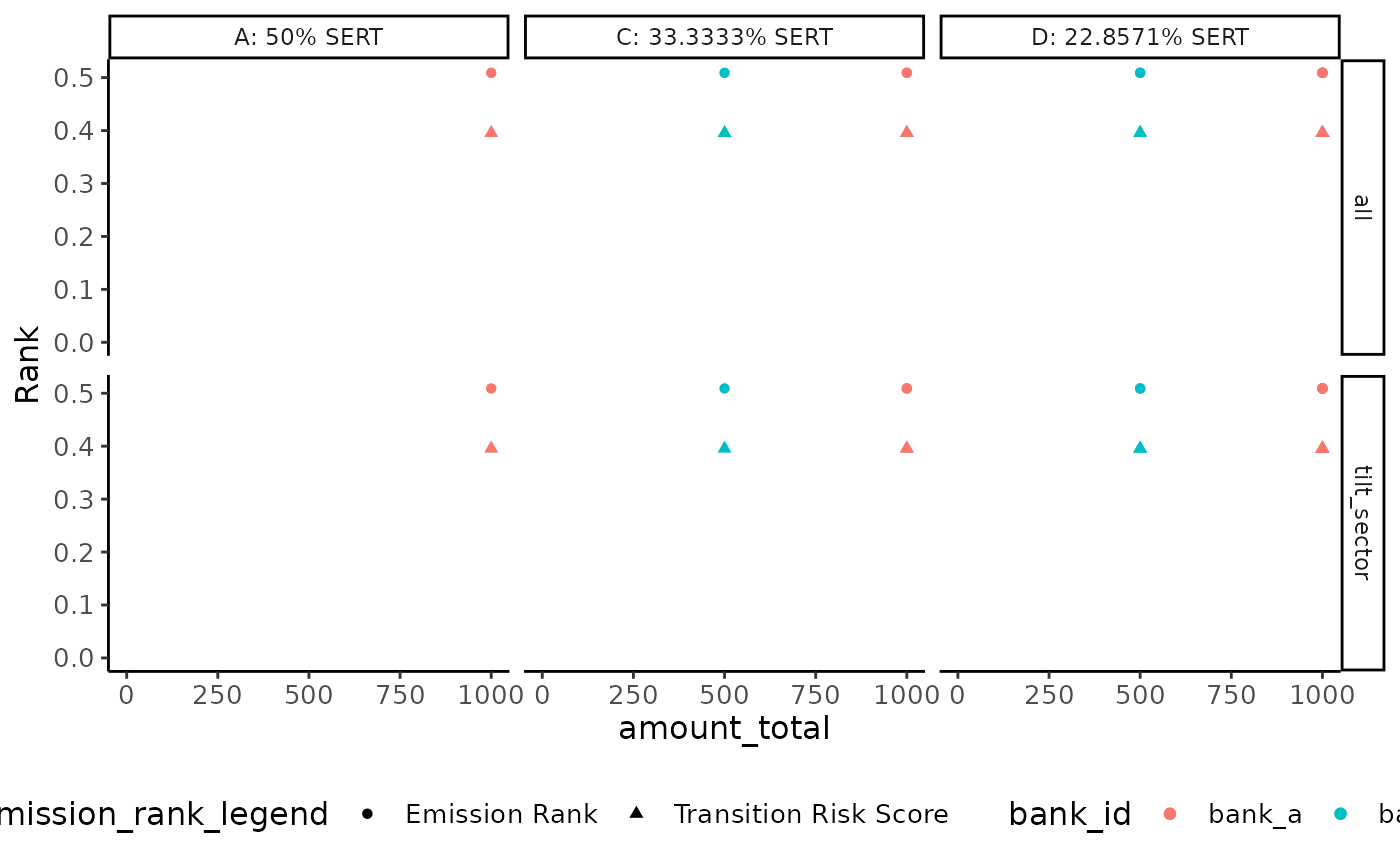 A: 50% SERT C: 33.3333% SERT D: 22.8571% SERT
0.5
0.4
0.3
0.2
0.1
0.0
all
Rank
0.5
0.4
0.3
0.2
0.1
0.0
tilt_sector
0 250 500 750 1000 0 250 500 750 1000 0 250 500 750 1000
amount_total
mission_rank_legend Emission Rank Transition Risk Score bank_id bank_a ba